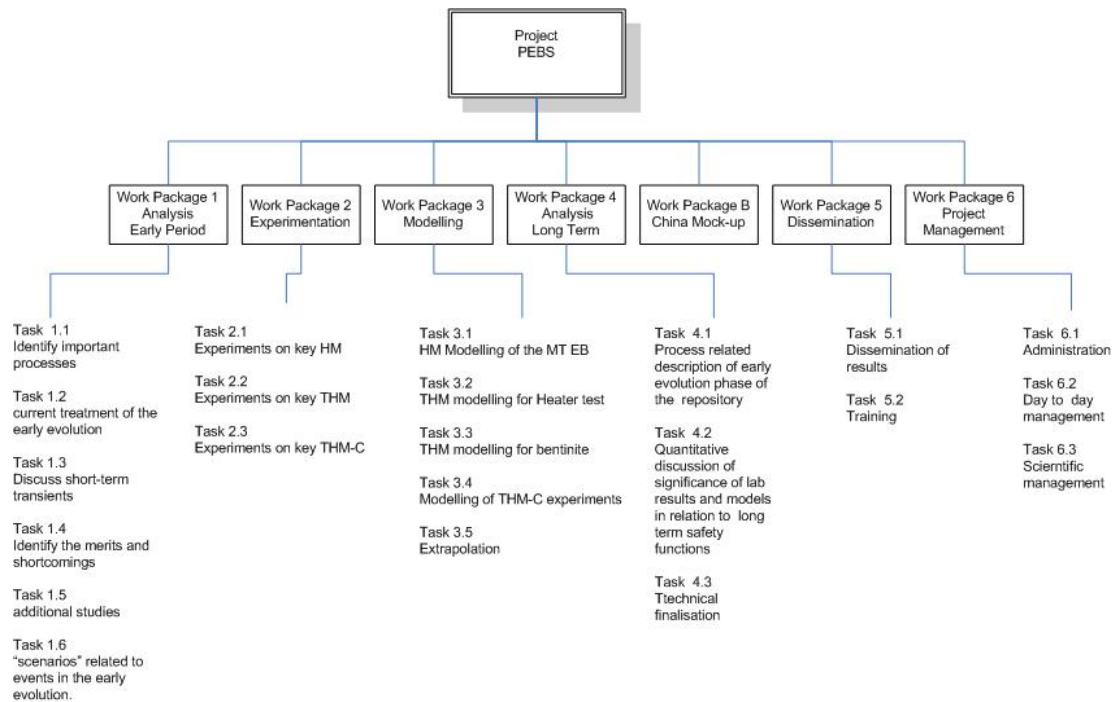 Project
PEBS
Work Package 1
Analysis
Early Period
Work Package 2
Experimentation
Work Package 3
Modelling
Work Package 4
Analysis
Long Term
Work Package B
China Mock-up
Work Package 5
Dissemination
Work Package 6
Project
Management
Task 1.1
Identify important
processes
Task 1.2
current treatment of the
early evolution
Task 1.3
Discuss short-term
transients
Task 1.4
Identify the merits and
shortcomings
Task 1.5
additional studies
Task 1.6
“scenarios” related to
events in the early
evolution.
Task 2.1
Experiments on key HM
Task 2.2
Experiments on key THM
Task 2.3
Experiments on key THM-C
Task 3.1
HM Modelling of the MT EB
Task 3.2
THM modelling for Heater test
Task 3.3
THM modelling for bentinite
Task 3.4
Modelling of THM-C experiments
Task 3.5
Extrapolation
Task 4.1
Process related
description of early
evolution phase of
the repository
Task 4.2
Quantitative
discussion of
significance of lab
results and models
in relation to long
term safety
functions
Task 4.3
Ttechnical
finalisation
Task 5.1
Dissemination of
results
Task 5.2
Training
Task 6.1
Administration
Task 6.2
Day to day
management
Task 6.3
Scientific
management